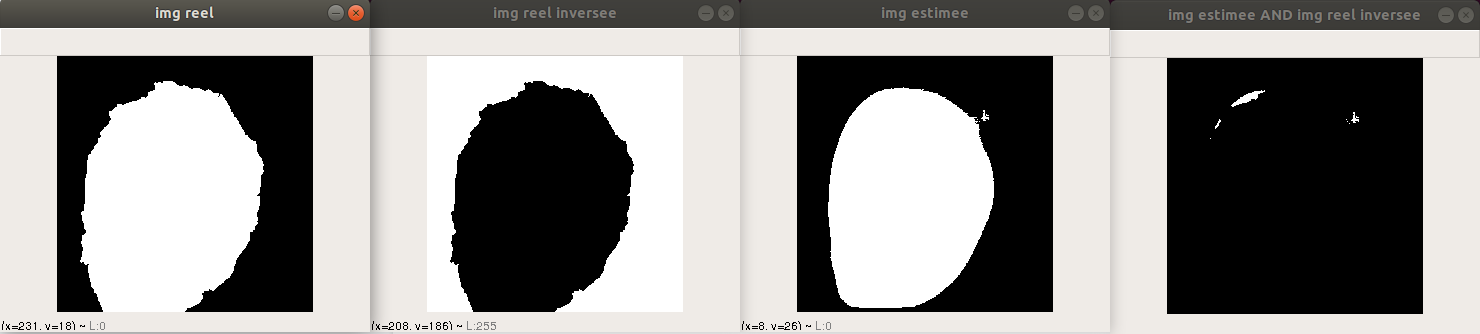 img reel
img reel inversee
img estimee
img estimee AND img reel inversee
(x=231, y=18) ~ L:0
(x=208, y=186) ~ L:255
(x=8, y=26) ~ L:0